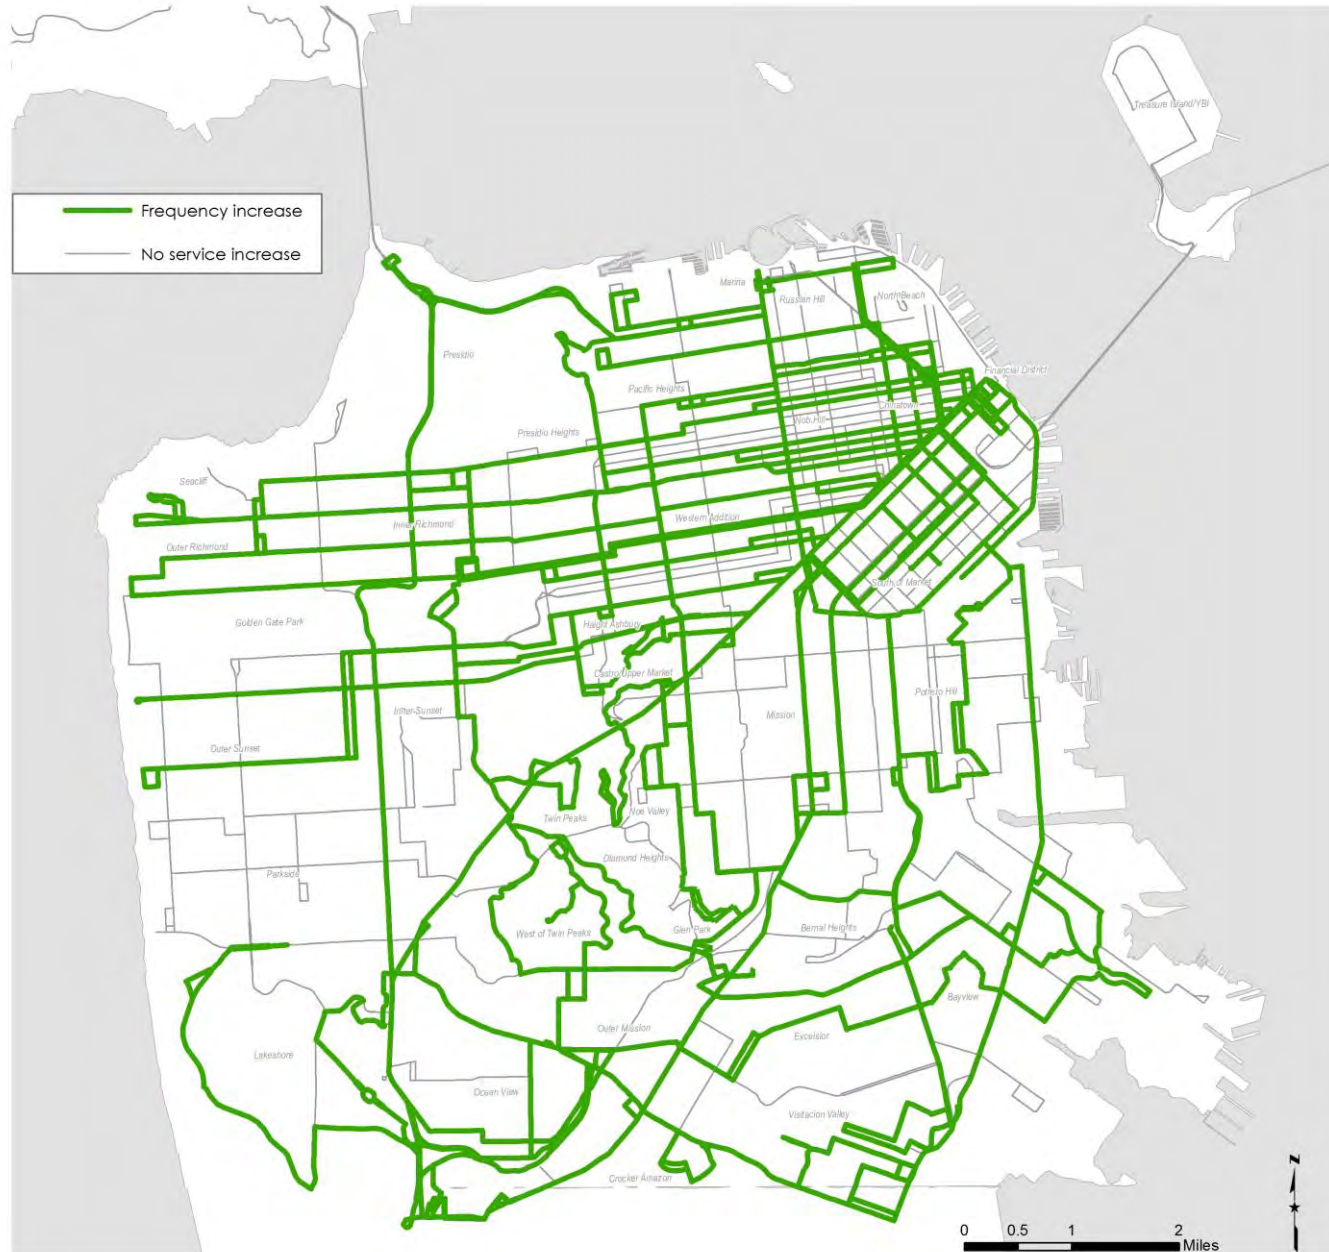 Treasure Island/YBI
Frequency increase
No service increase
Marina
Russian Hill
North Beach
Presidio
Financial District
Pacific Heights
Chinatown
Nob Hill
Presidio Heights
Seacliff
Western Addition
Inner Richmond
Outer Richmond
South of Market
Golden Gate Park
Haight Ashbury
Castro/Upper Market
Potrero Hill
Inner Sunset
Mission
Outer Sunset
Twin Peaks
Noe Valley
Diamond Heights
Parkside
West of Twin Peaks
Glen Park
Bernal Heights
Bayview
Outer Mission
Excelsior
Lakeshore
Ocean View
Visitacion Valley
Crocker Amazon
N
0 0.5 1 2
Miles